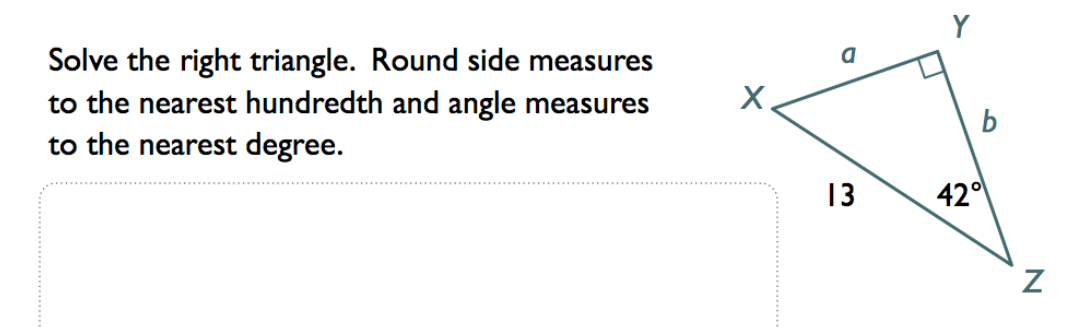 Solve the right triangle. Round side measures
to the nearest hundredth and angle measures
to the nearest degree.
Y
a
X
b
13
42°
Z